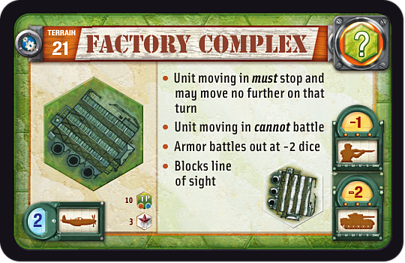 TERRAIN
21
FACTORY COMPLEX
?
• Unit moving in must stop and
may move no further on that
turn
• Unit moving in cannot battle
• Armor battles out at -2 dice
• Blocks line
of sight
-1
-2
10 TP
3
2